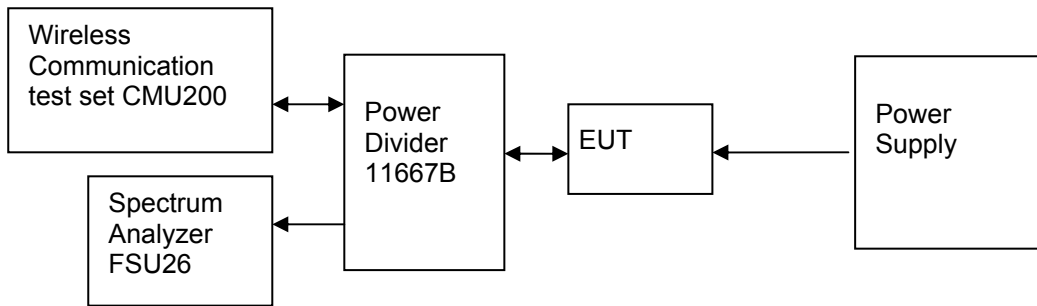 Wireless
Communication
test set CMU200
Power
Divider
11667B
EUT
Power
Supply
Spectrum
Analyzer
FSU26